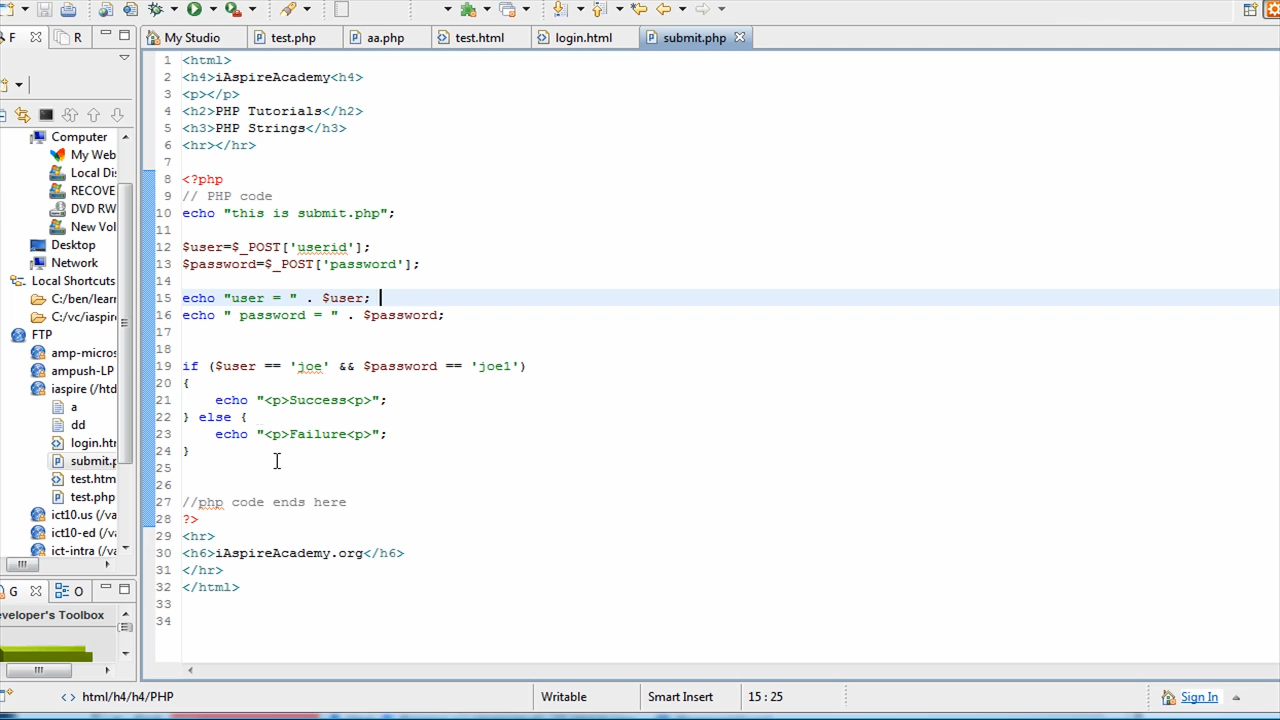 F
R
My Studio
test.php
aa.php
test.html
login.html
submit.php
Computer
My Web
Local Dis
RECOVE
DVD RW
New Vol
Desktop
Network
Local Shortcuts
C:/ben/learn
C:/vc/iaspire
FTP
amp-micros
ampush-LP
iaspire (/htd
a
dd
login.htr
submit.p
test.htm
test.php
ict10.us (/va
ict10-ed (/va
ict-intra (/va
G
O
eveloper's Toolbox
1 <html>
2 <h4>iAspireAcademy<h4>
3 <p></p>
4 <h2>PHP Tutorials</h2>
5 <h3>PHP Strings</h3>
6 <hr></hr>
7
8 <?php
9 // PHP code
10 echo "this is submit.php";
11
12 $user=$_POST['userid'];
13 $password=$_POST['password'];
14
15 echo "user = " . $user;
16 echo " password = " . $password;
17
18
19 if ($user == 'joe' && $password == 'joe1')
20 {
21 echo "<p>Success<p>";
22 } else {
23 echo "<p>Failure<p>";
24 }
25
26
27 //php code ends here
28 ?>
29 <hr>
30 <h6>iAspireAcademy.org</h6>
31 </hr>
32 </html>
33
34
<> html/h4/h4/PHP
Writable
Smart Insert
15 : 25
Sign In